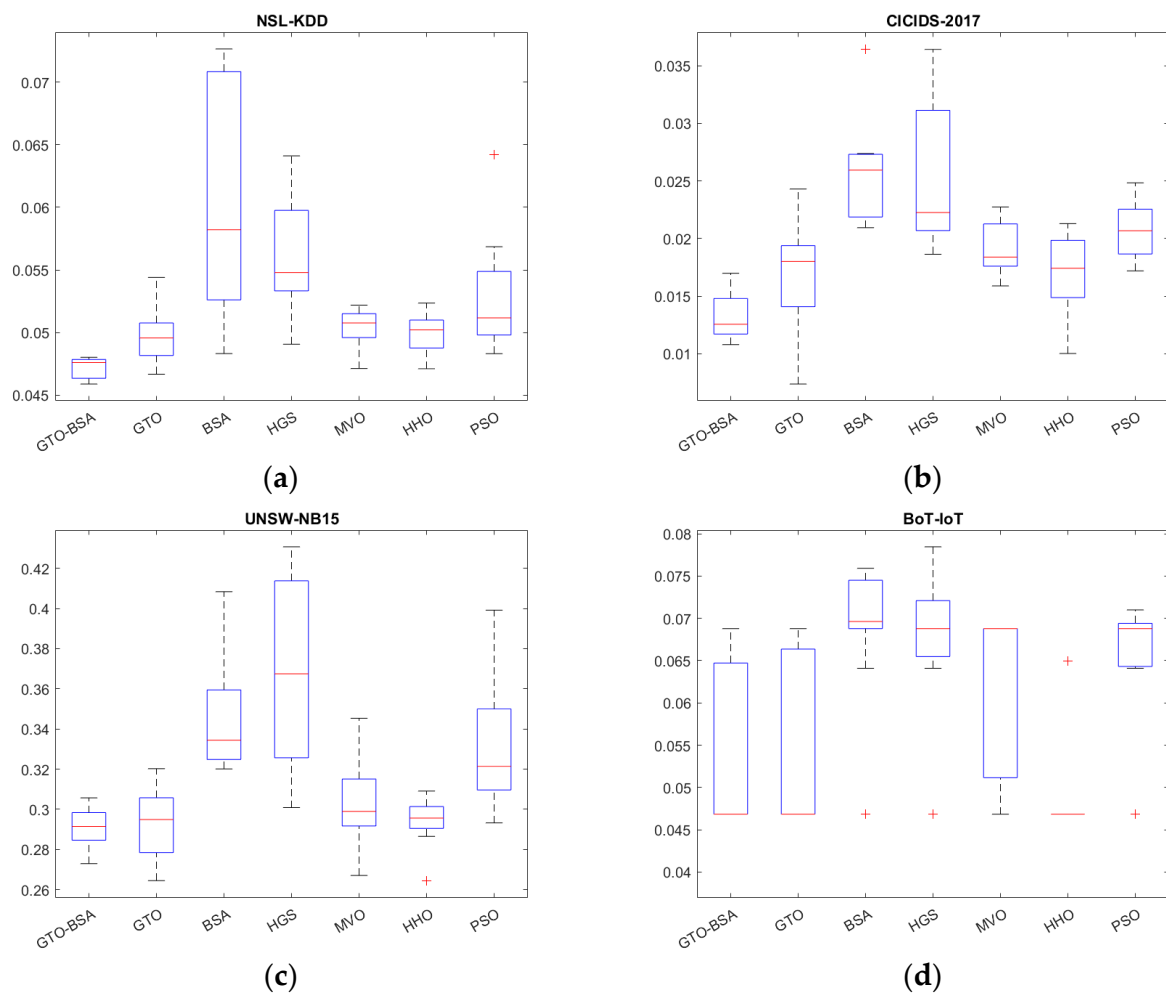 NSL-KDD
0.07
0.065
0.06
0.055
0.05
0.045
GTO-BSA GTO BSA HGS MVO HHO PSO
(a)
CICIDS-2017
0.035
0.03
0.025
0.02
0.015
0.01
GTO-BSA GTO BSA HGS MVO HHO PSO
(b)
UNSW-NB15
0.42
0.4
0.38
0.36
0.34
0.32
0.3
0.28
0.26
GTO-BSA GTO BSA HGS MVO HHO PSO
(c)
BoT-IoT
0.08
0.075
0.07
0.065
0.06
0.055
0.05
0.045
0.04
GTO-BSA GTO BSA HGS MVO HHO PSO
(d)